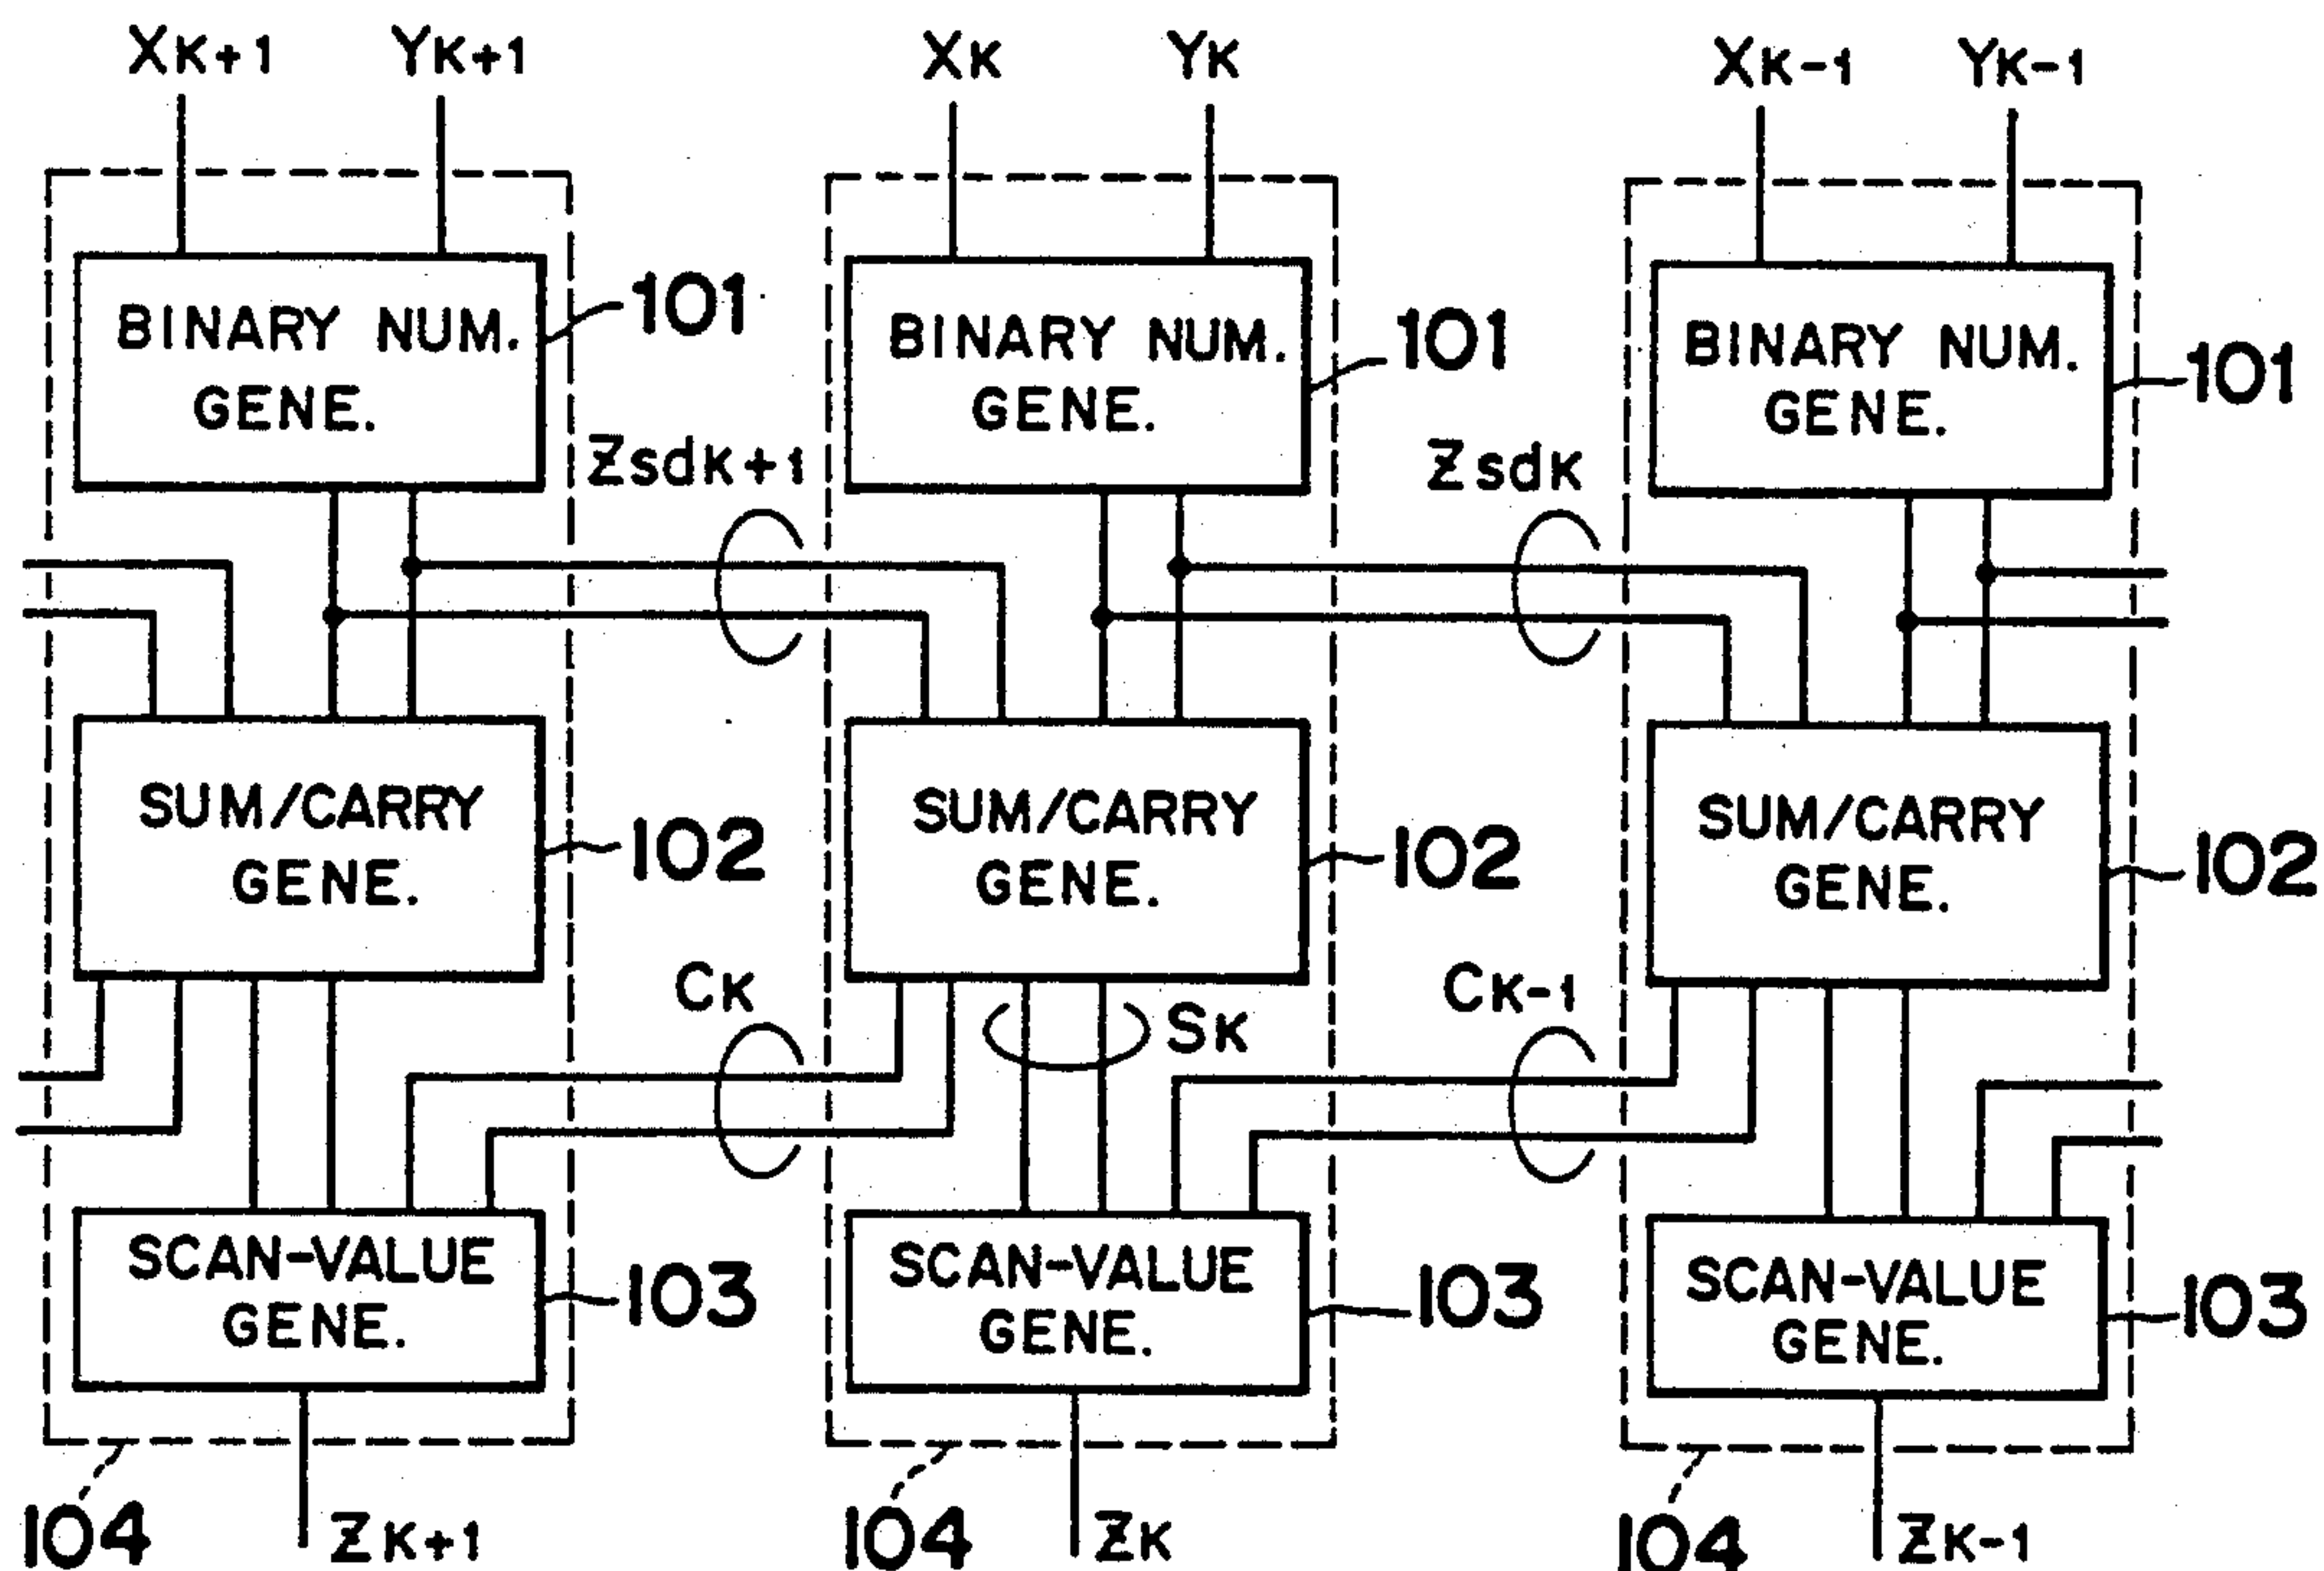 XK+1 YK+1 XK YK XK-1 YK-1
BINARY NUM.
GENE.
101
BINARY NUM.
GENE.
101
BINARY NUM.
GENE.
101
ZsdK+1
ZsdK
SUM/CARRY
GENE.
102
SUM/CARRY
GENE.
102
SUM/CARRY
GENE.
102
CK
SK
CK-1
SCAN-VALUE
GENE.
103
SCAN-VALUE
GENE.
103
SCAN-VALUE
GENE.
103
104
ZK+1
104
ZK
104
ZK-1